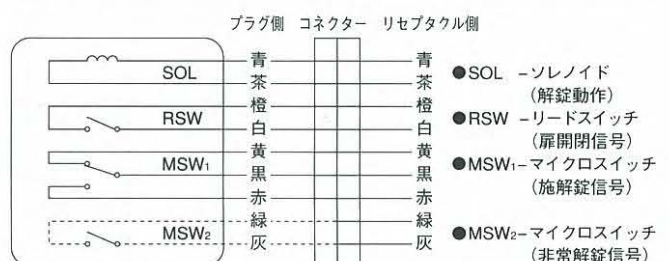 プラグ側 コネクター リセプタクル側
青 青
SOL
茶 茶
橙 橙
RSW
白 白
黄 黄
MSW₁
黒 黒
赤 赤
緑 緑
MSW₂
灰 灰
●SOL －ソレノイド
(解錠動作)
●RSW －リードスイッチ
(扉開閉信号)
●MSW₁－マイクロスイッチ
(施解錠信号)
●MSW₂－マイクロスイッチ
(非常解錠信号)